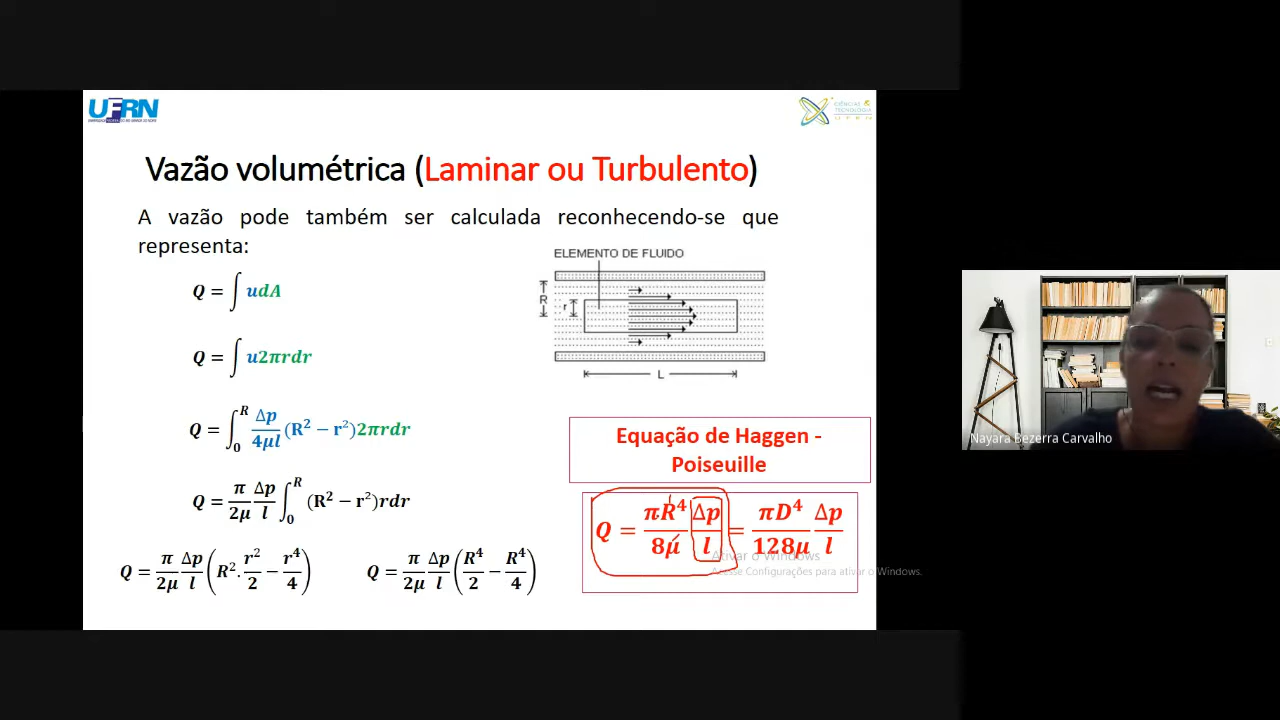 UFRN
CIÊNCIAS &
TECNOLOGIA
UFRN
Vazão volumétrica (Laminar ou Turbulento)
A vazão pode também ser calculada reconhecendo-se que
representa:
ELEMENTO DE FLUIDO
R
r
L
Q = ∫ udA
Q = ∫ u2πrdr
Q = ∫₀ᴿ Δp/4μl (R² − r²)2πrdr
Q = π/2μ Δp/l ∫₀ᴿ (R² − r²)rdr
Q = π/2μ Δp/l (R². r²/2 − r⁴/4)
Q = π/2μ Δp/l (R⁴/2 − R⁴/4)
Equação de Haggen -
Poiseuille
Q = πR⁴/8μ Δp/l = πD⁴/128μ Δp/l
Ativar o Windows
Acesse Configurações para ativar o Windows.
Nayara Bezerra Carvalho